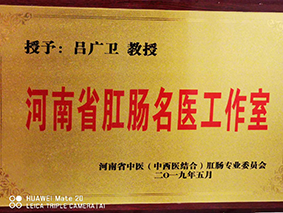 授予：吕广卫 教授
河南省肛肠名医工作室
河南省中医（中西医结合）肛肠专业委员会
二〇一九年五月
HUAWEI Mate 20
LEICA TRIPLE CAMERA(TAI